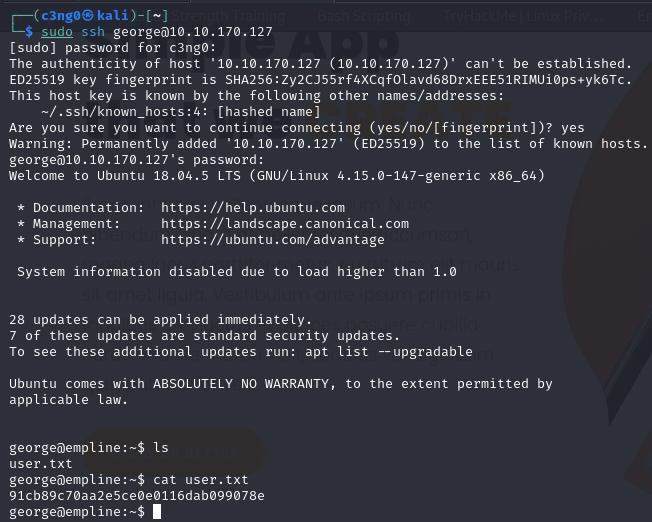 Strength Training Bash Scripting TryHackMe | Linux Priv…
┌──(c3ng0㉿kali)-[~]
└─$ sudo ssh george@10.10.170.127
[sudo] password for c3ng0:
The authenticity of host '10.10.170.127 (10.10.170.127)' can't be established.
ED25519 key fingerprint is SHA256:Zy2CJ55rf4XCqfOlavd68DrxEEE51RIMUi0ps+yk6Tc.
This host key is known by the following other names/addresses:
    ~/.ssh/known_hosts:4: [hashed name]
Are you sure you want to continue connecting (yes/no/[fingerprint])? yes
Warning: Permanently added '10.10.170.127' (ED25519) to the list of known hosts.
george@10.10.170.127's password:
Welcome to Ubuntu 18.04.5 LTS (GNU/Linux 4.15.0-147-generic x86_64)
 * Documentation:  https://help.ubuntu.com
 * Management:     https://landscape.canonical.com
 * Support:        https://ubuntu.com/advantage
 System information disabled due to load higher than 1.0
28 updates can be applied immediately.
7 of these updates are standard security updates.
To see these additional updates run: apt list --upgradable
Ubuntu comes with ABSOLUTELY NO WARRANTY, to the extent permitted by
applicable law.
george@empline:~$ ls
user.txt
george@empline:~$ cat user.txt
91cb89c70aa2e5ce0e0116dab099078e
george@empline:~$